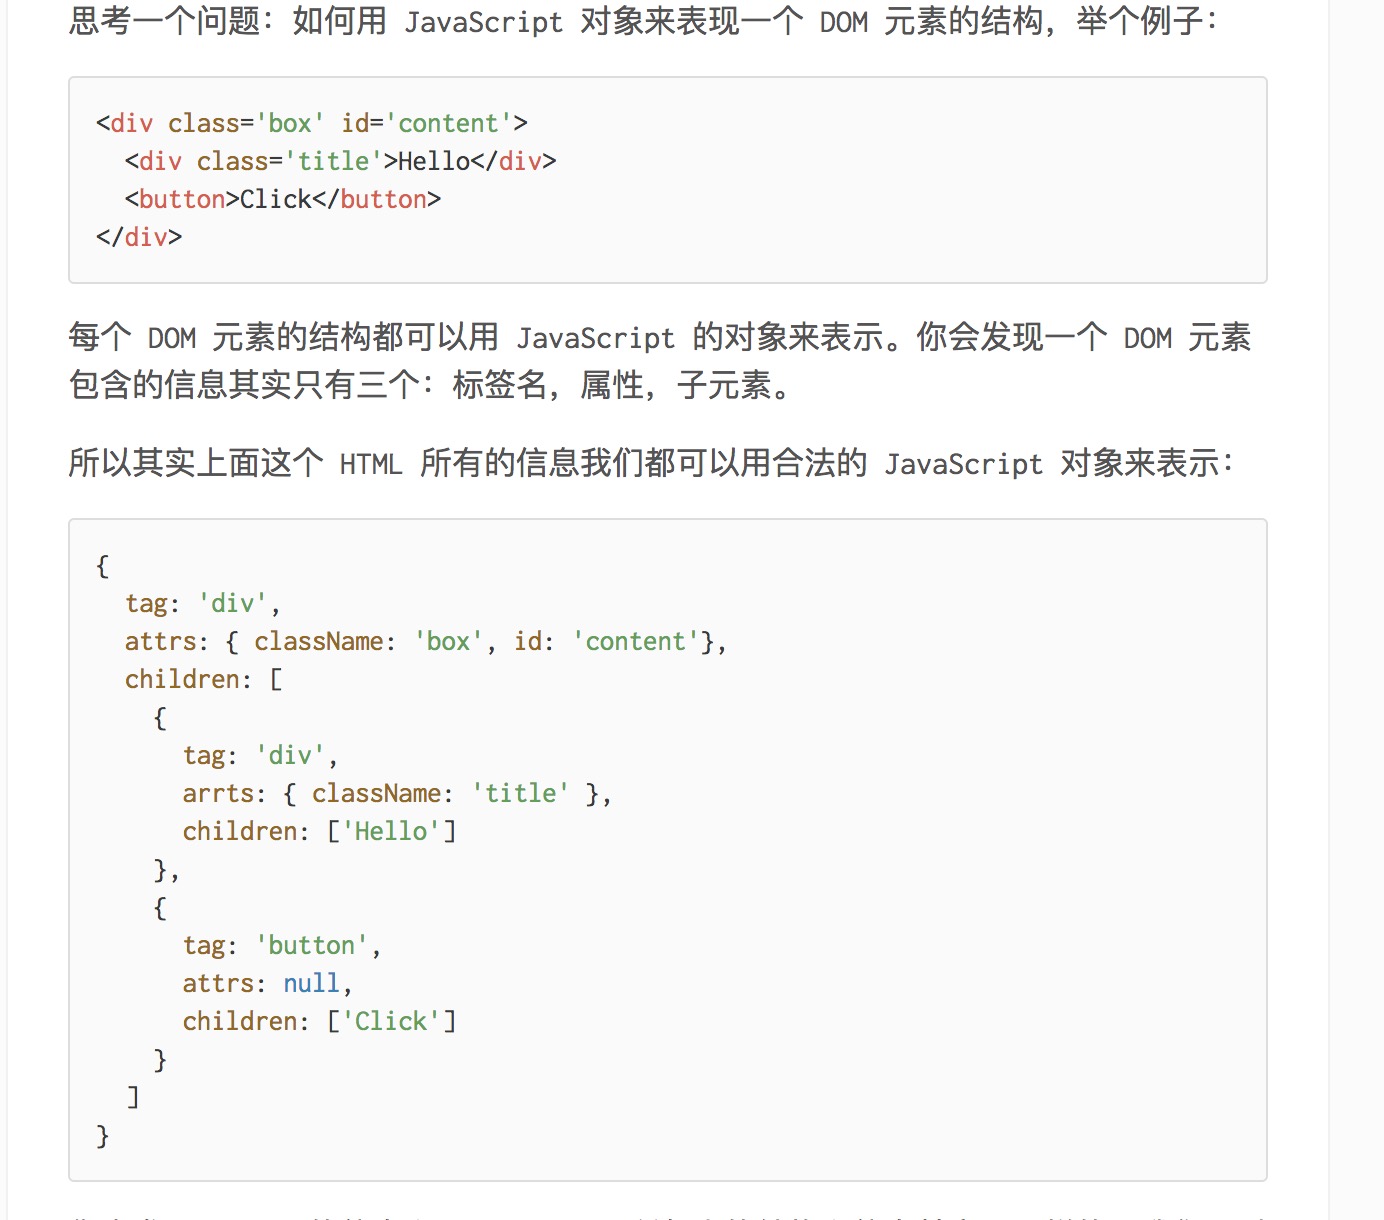 思考一个问题：如何用 JavaScript 对象来表现一个 DOM 元素的结构，举个例子：
<div class='box' id='content'>
  <div class='title'>Hello</div>
  <button>Click</button>
</div>
每个 DOM 元素的结构都可以用 JavaScript 的对象来表示。你会发现一个 DOM 元素
包含的信息其实只有三个：标签名，属性，子元素。
所以其实上面这个 HTML 所有的信息我们都可以用合法的 JavaScript 对象来表示：
{
  tag: 'div',
  attrs: { className: 'box', id: 'content'},
  children: [
    {
      tag: 'div',
      arrts: { className: 'title' },
      children: ['Hello']
    },
    {
      tag: 'button',
      attrs: null,
      children: ['Click']
    }
  ]
}